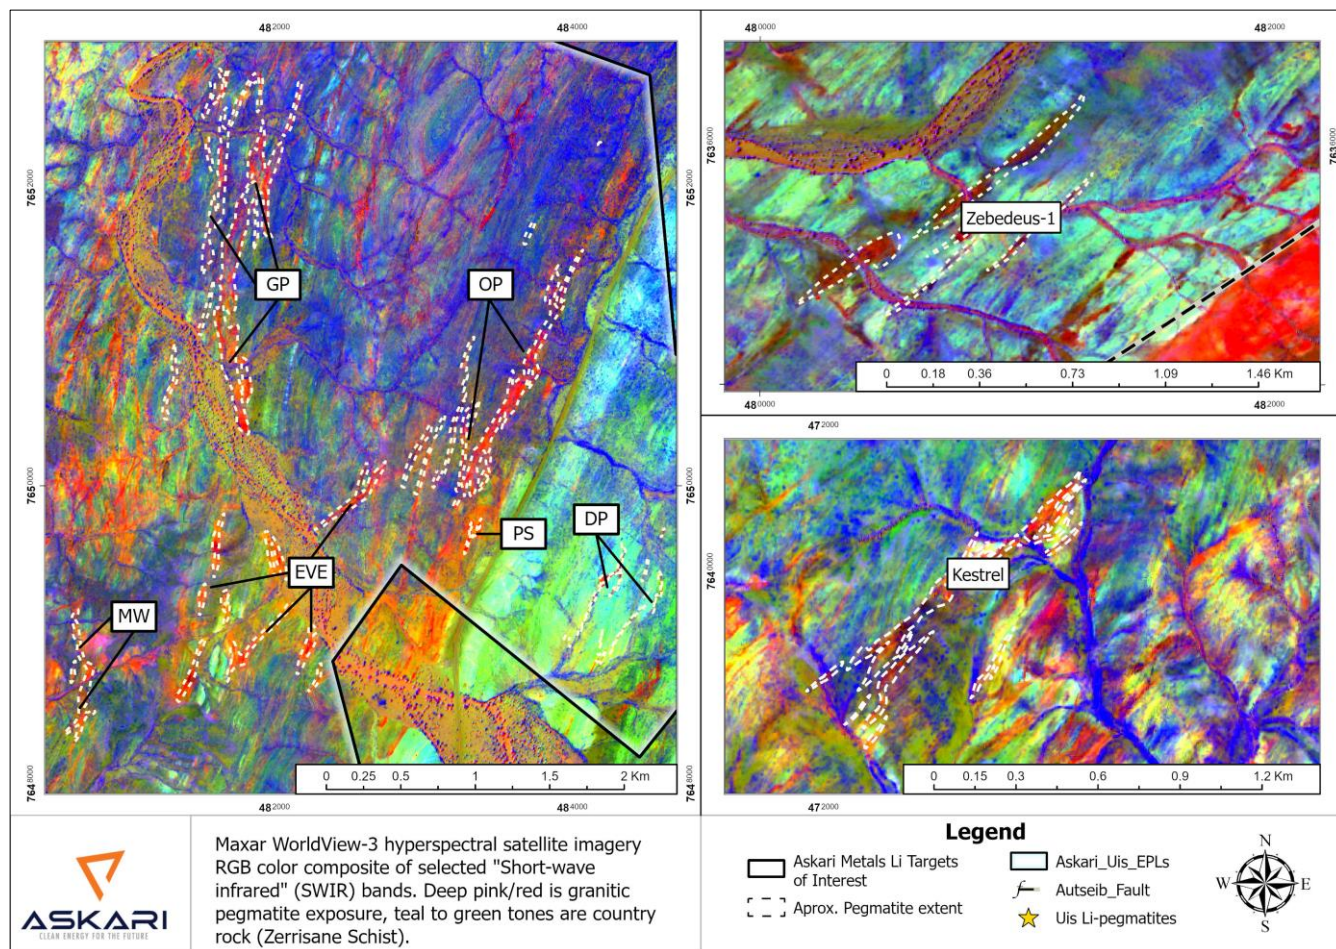 482000
484000
7652000
7652000
GP
OP
7650000
7650000
PS
DP
EVE
MW
0 0.25 0.5 1 1.5 2 Km
7648000
7648000
482000
484000
480000
482000
7636000
7636000
Zebedeus-1
0 0.18 0.36 0.73 1.09 1.46 Km
480000
482000
472000
7640000
7640000
Kestrel
0 0.15 0.3 0.6 0.9 1.2 Km
472000
ASKARI
CLEAN ENERGY FOR THE FUTURE
Maxar WorldView-3 hyperspectral satellite imagery
RGB color composite of selected "Short-wave
infrared" (SWIR) bands. Deep pink/red is granitic
pegmatite exposure, teal to green tones are country
rock (Zerrisane Schist).
Legend
Askari Metals Li Targets
of Interest
Aprox. Pegmatite extent
Askari_Uis_EPLs
f Autseib_Fault
Uis Li-pegmatites
N
W E
S